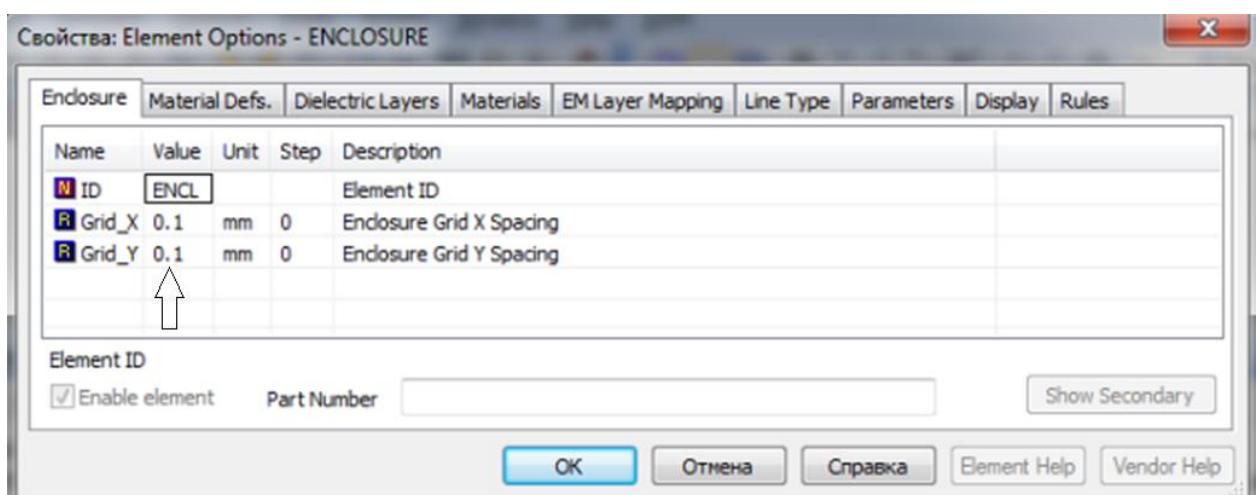 Свойства: Element Options - ENCLOSURE
Enclosure Material Defs. Dielectric Layers Materials EM Layer Mapping Line Type Parameters Display Rules
Name Value Unit Step Description
N ID ENCL Element ID
R Grid_X 0.1 mm 0 Enclosure Grid X Spacing
R Grid_Y 0.1 mm 0 Enclosure Grid Y Spacing
Element ID
Enable element Part Number Show Secondary
OK Отмена Справка Element Help Vendor Help